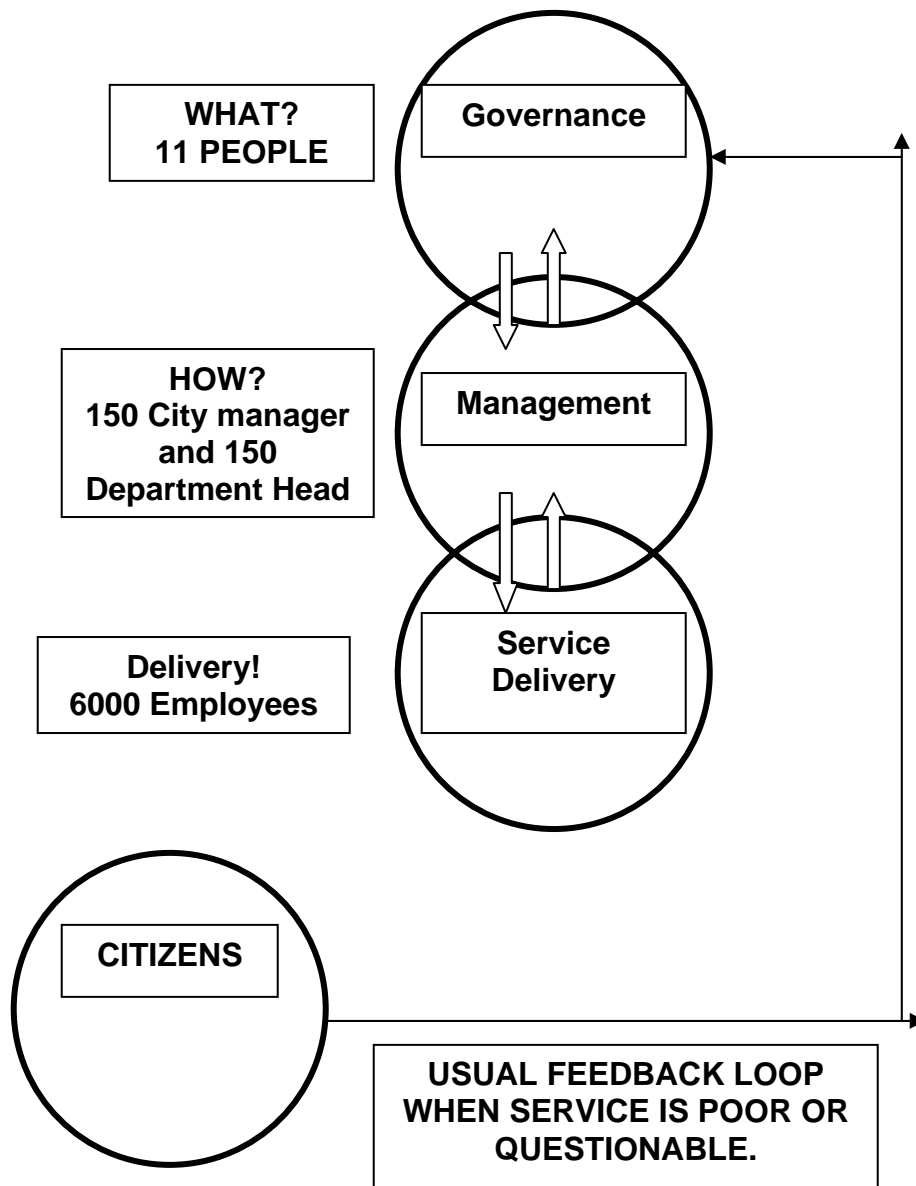 WHAT?
11 PEOPLE
Governance
HOW?
150 City manager
and 150
Department Head
Management
Delivery!
6000 Employees
Service
Delivery
CITIZENS
USUAL FEEDBACK LOOP
WHEN SERVICE IS POOR OR
QUESTIONABLE.